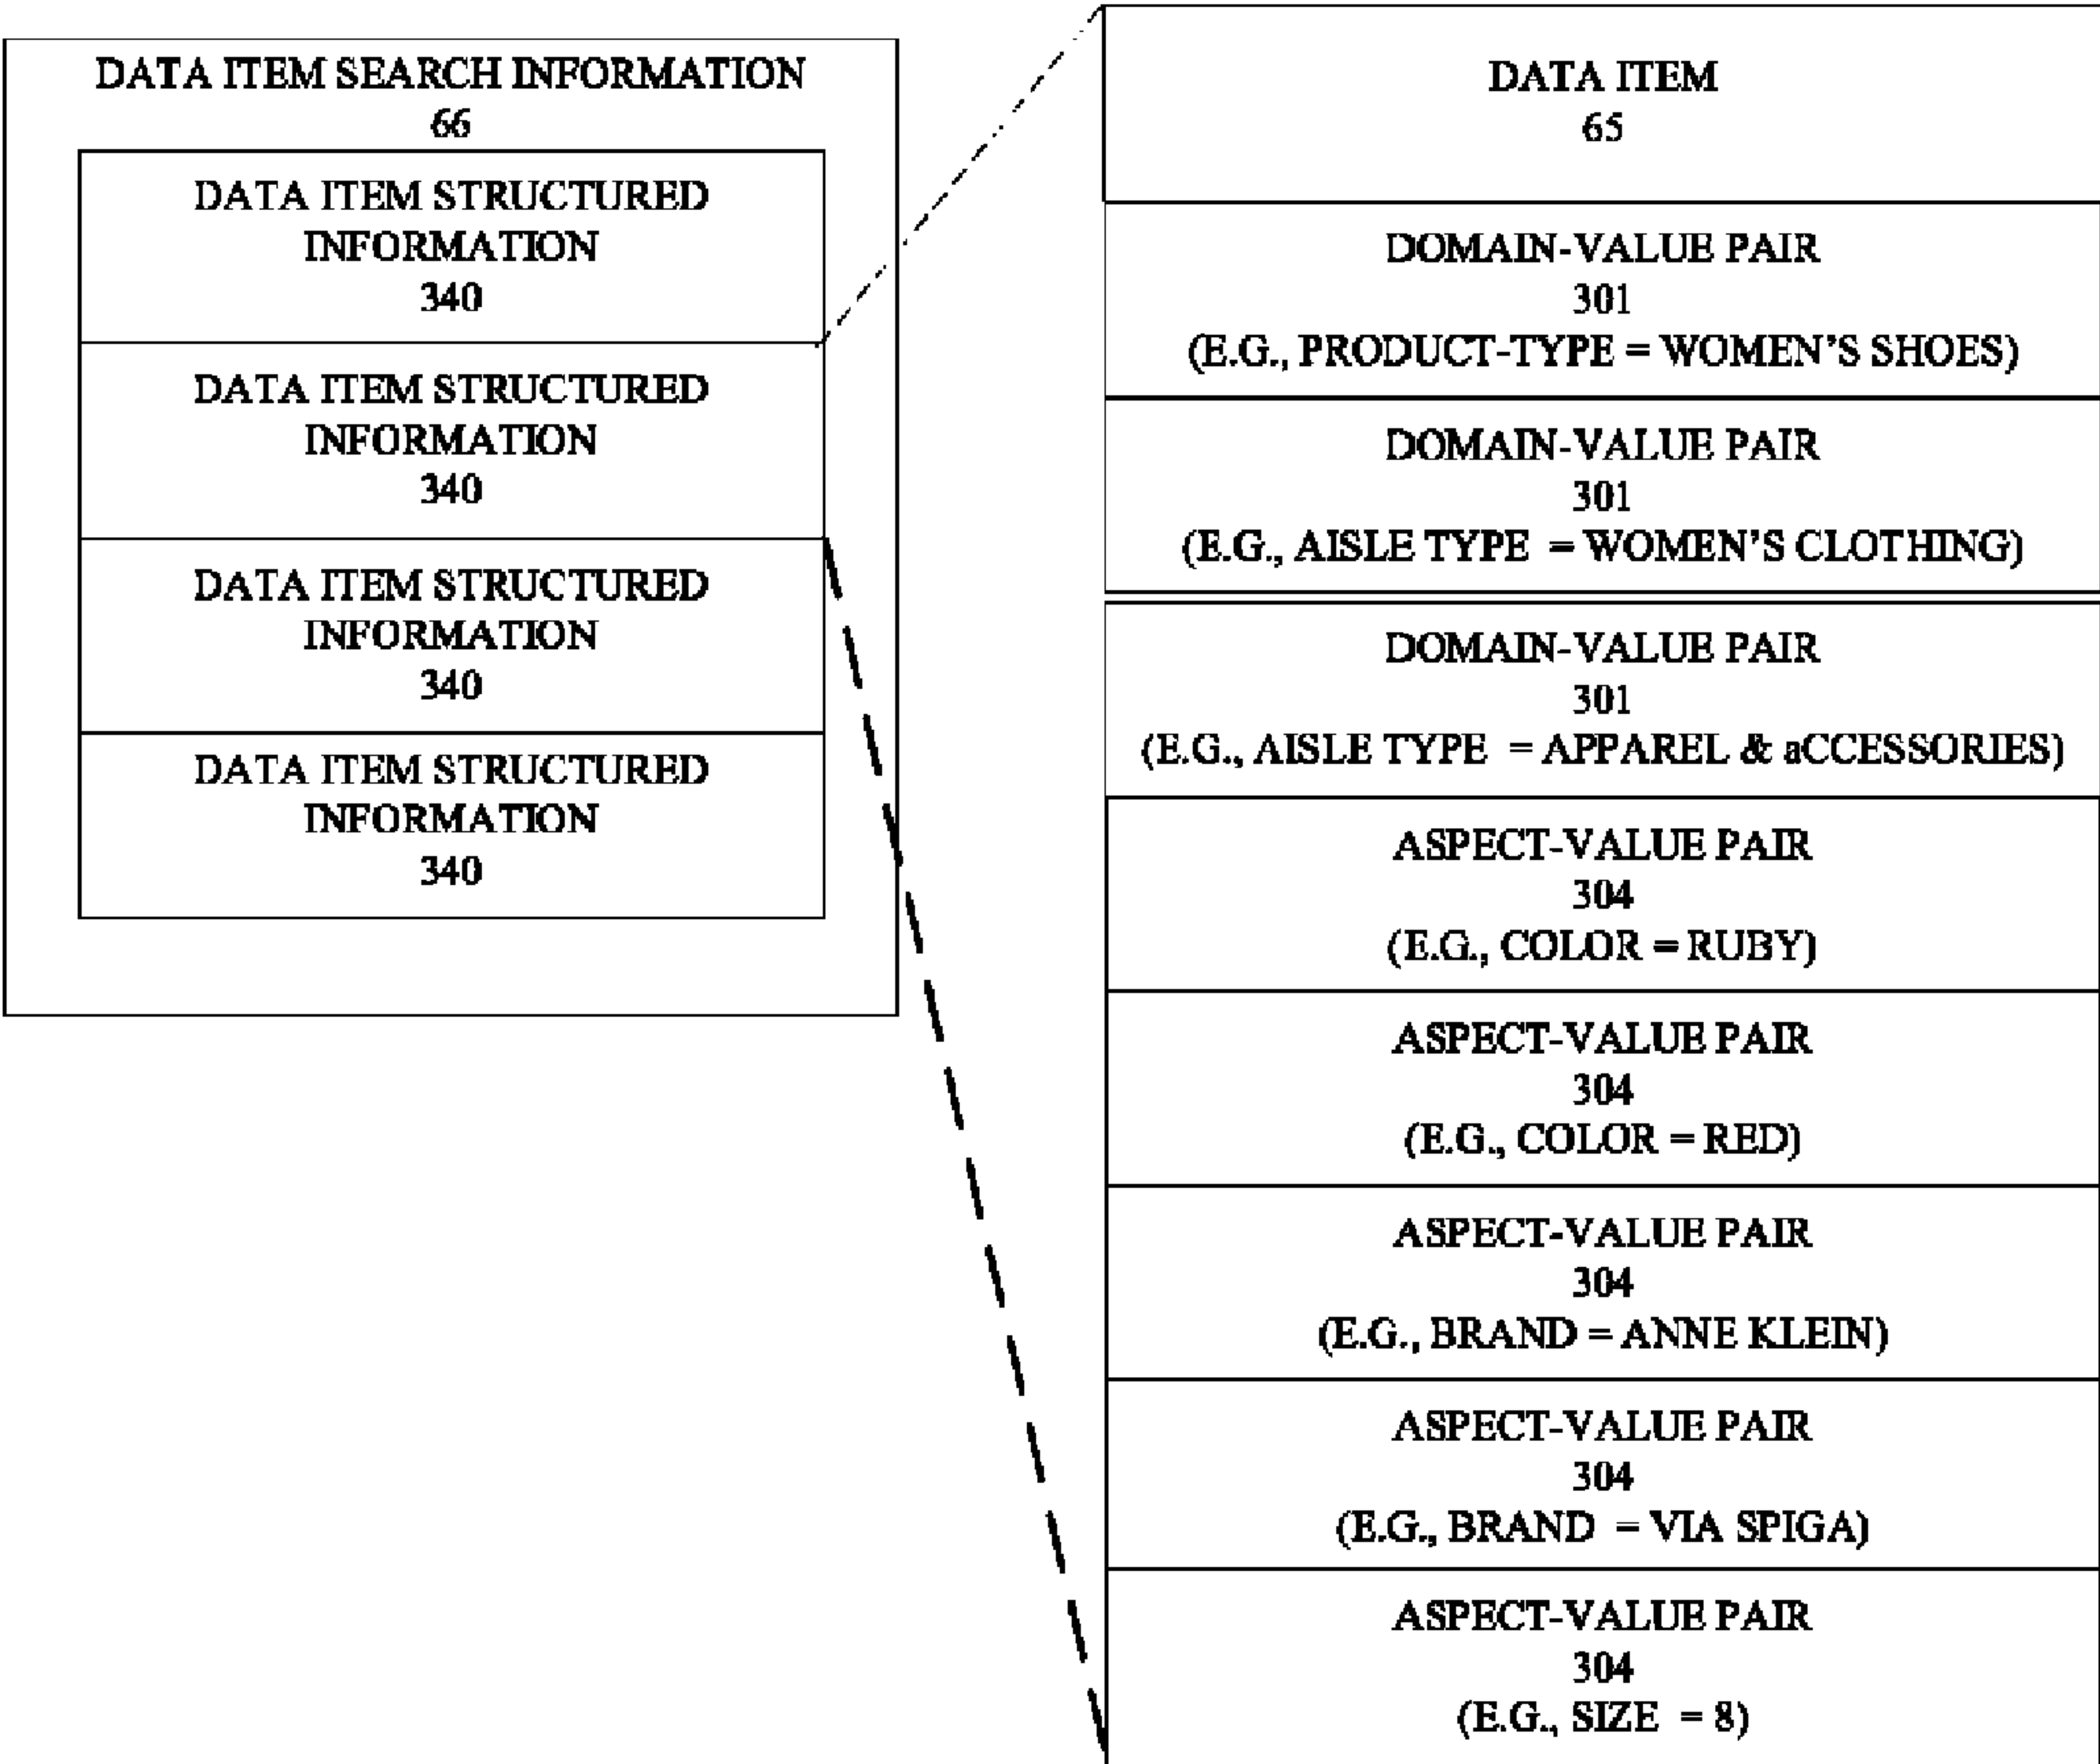 DATA ITEM SEARCH INFORMATION
66
DATA ITEM STRUCTURED
INFORMATION
340
DATA ITEM STRUCTURED
INFORMATION
340
DATA ITEM STRUCTURED
INFORMATION
340
DATA ITEM STRUCTURED
INFORMATION
340
DATA ITEM
65
DOMAIN-VALUE PAIR
301
(E.G., PRODUCT-TYPE = WOMEN'S SHOES)
DOMAIN-VALUE PAIR
301
(E.G., AISLE TYPE = WOMEN'S CLOTHING)
DOMAIN-VALUE PAIR
301
(E.G., AISLE TYPE = APPAREL & aCCESSORIES)
ASPECT-VALUE PAIR
304
(E.G., COLOR = RUBY)
ASPECT-VALUE PAIR
304
(E.G., COLOR = RED)
ASPECT-VALUE PAIR
304
(E.G., BRAND = ANNE KLEIN)
ASPECT-VALUE PAIR
304
(E.G., BRAND = VIA SPIGA)
ASPECT-VALUE PAIR
304
(E.G., SIZE = 8)